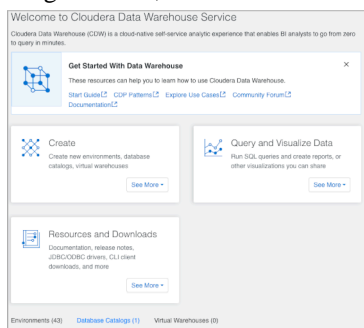 Welcome to Cloudera Data Warehouse Service
Cloudera Data Warehouse (CDW) is a cloud-native self-service analytic experience that enables BI analysts to go from zero
to query in minutes.
Get Started With Data Warehouse
These resources can help you to learn how to use Cloudera Data Warehouse.
Start Guide CDP Patterns Explore Use Cases Community Forum
Documentation
Create
Create new environments, database
catalogs, virtual warehouses
See More
Query and Visualize Data
Run SQL queries and create reports, or
other visualizations you can share
See More
Resources and Downloads
Documentation, release notes,
JDBC/ODBC drivers, CLI client
downloads, and more
See More
Environments (43) Database Catalogs (1) Virtual Warehouses (0)